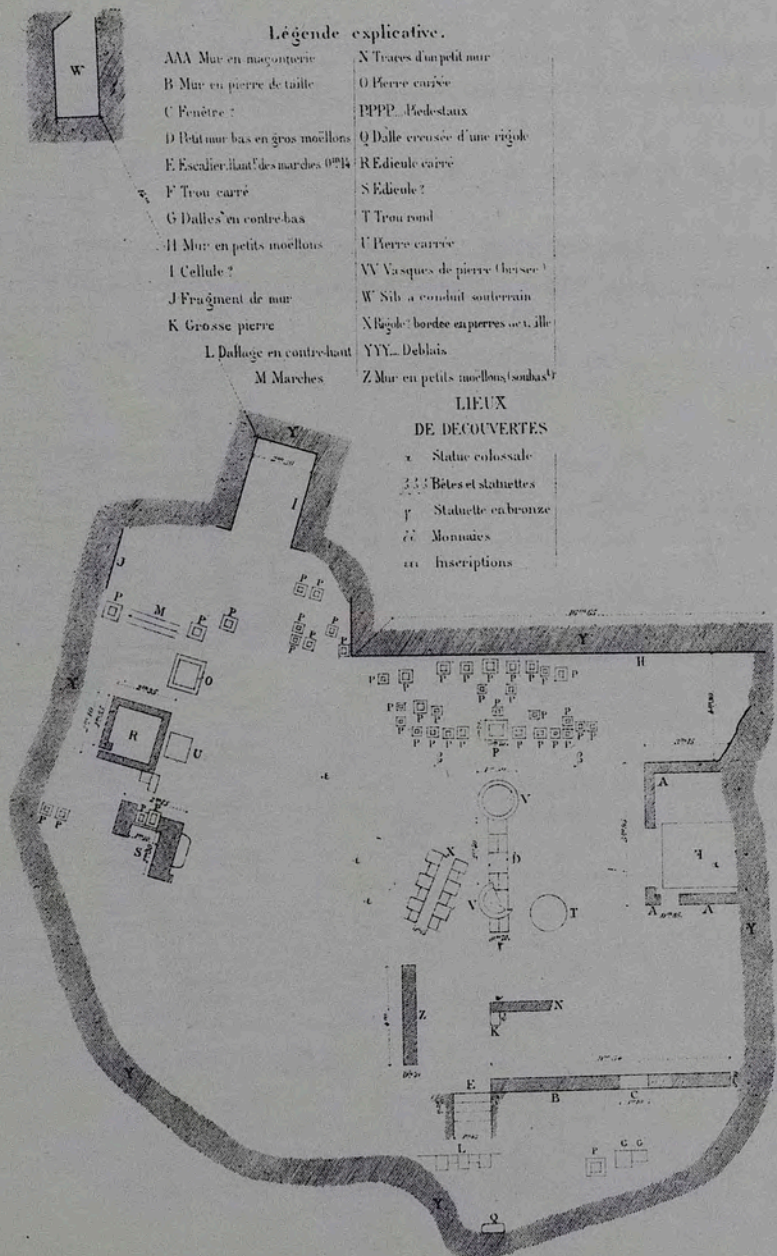 Légende explicative.
AAA Mur en maçonnerie
B Mur en pierre de taille
C Fenêtre ?
D Petit mur bas en gros moëllons
E Escalier. Haut.r des marches 0m14
F Trou carré
G Dalles en contre-bas
H Mur en petits moëllons
I Cellule ?
J Fragment de mur
K Grosse pierre
L Dallage en contre-haut
M Marches
N Traces d'un petit mur
O Pierre carrée
PPPP... Piedestaux
Q Dalle creusée d'une rigole
R Edicule carré
S Edicule ?
T Trou rond
U Pierre carrée
VV Vasques de pierre (brisée)
W Silo a conduit souterrain
X Rigole ? bordée en pierres de taille
YYY... Deblais
Z Mur en petits moëllons (soubast)
LIEUX
DE DECOUVERTES
Statue colossale
Bêtes et statuettes
Statuette en bronze
Monnaies
Inscriptions
W
Y
I
J
P
M
P
P
P P
P
P
P
P
O
R
U
P P
S
Y
H
P
β
β
V
D
X
V
T
A
F
A
A
Y
Z
N
K
E
B
C
L
P
G G
Y
Y
Y
Q